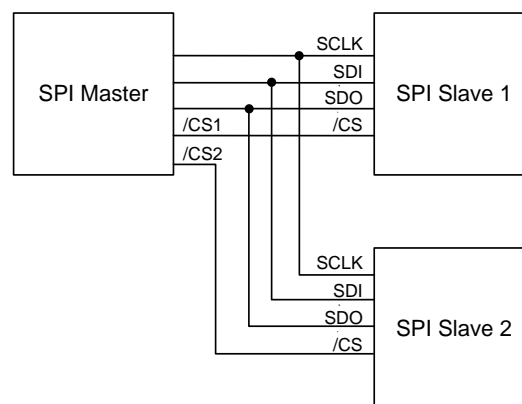 SCLK
SDI
SPI Master
SDO
SPI Slave 1
/CS1
/CS
/CS2
SCLK
SDI
SDO
SPI Slave 2
/CS